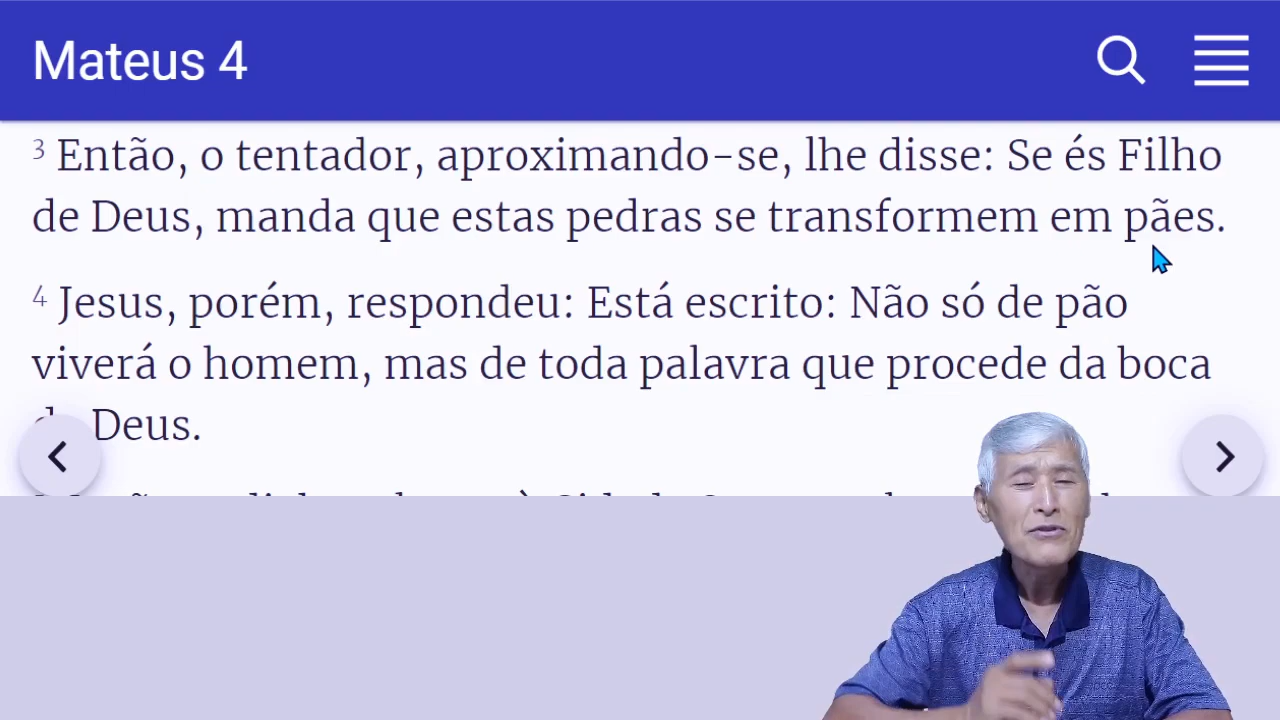 Mateus 4
3 Então, o tentador, aproximando-se, lhe disse: Se és Filho
de Deus, manda que estas pedras se transformem em pães.
4 Jesus, porém, respondeu: Está escrito: Não só de pão
viverá o homem, mas de toda palavra que procede da boca
Deus.